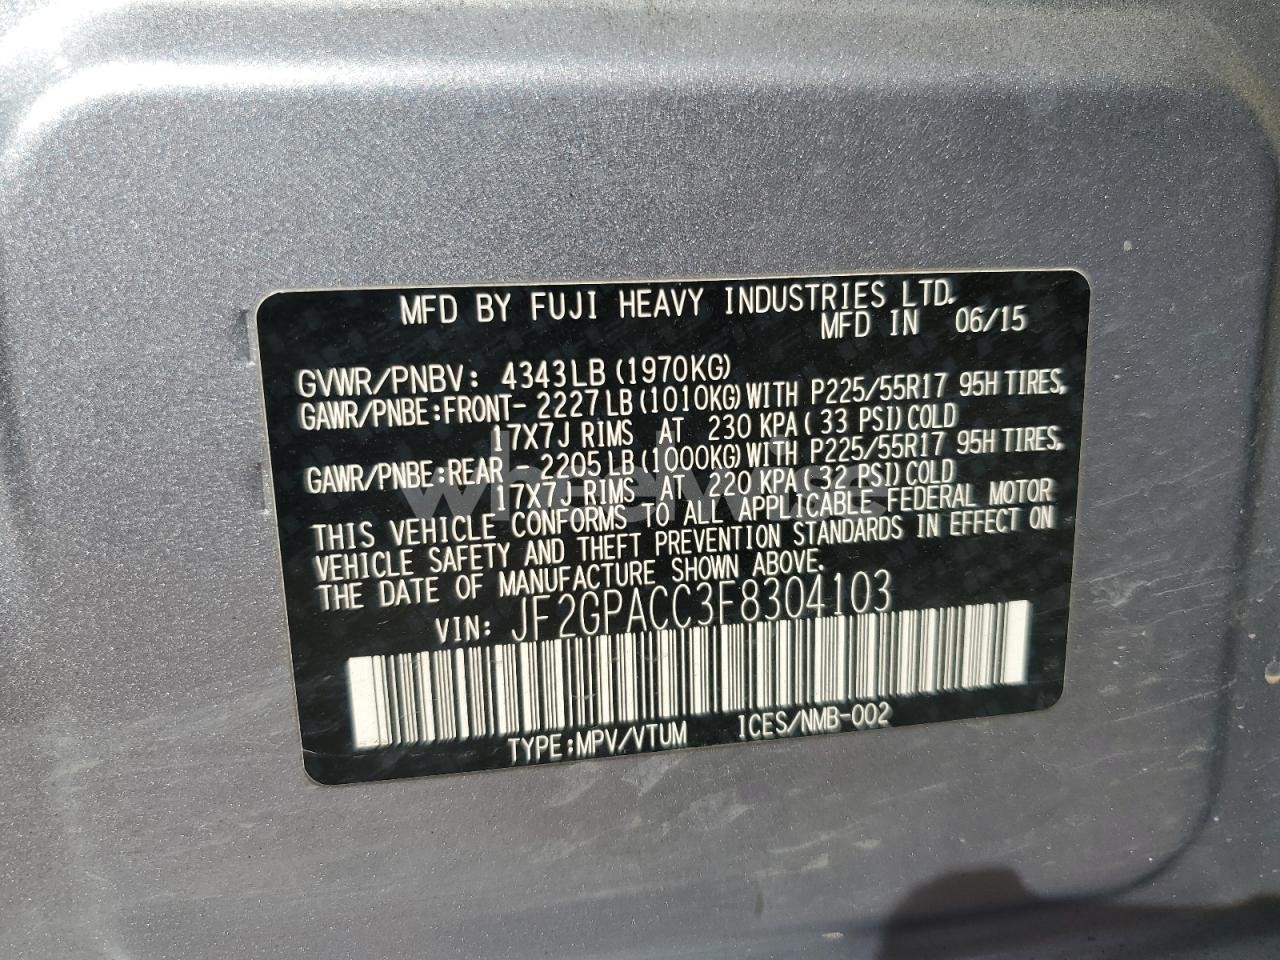 MFD BY FUJI HEAVY INDUSTRIES LTD.
MFD IN 06/15
GVWR/PNBV: 4343LB (1970KG)
GAWR/PNBE:FRONT- 2227LB (1010KG) WITH P225/55R17 95H TIRES,
17X7J RIMS AT 230 KPA (33 PSI) COLD
GAWR/PNBE:REAR - 2205LB (1000KG) WITH P225/55R17 95H TIRES,
17X7J RIMS AT 220 KPA (32 PSI) COLD
THIS VEHICLE CONFORMS TO ALL APPLICABLE FEDERAL MOTOR
VEHICLE SAFETY AND THEFT PREVENTION STANDARDS IN EFFECT ON
THE DATE OF MANUFACTURE SHOWN ABOVE.
VIN: JF2GPACC3F8304103
TYPE:MPV/VTUM ICES/NMB-002
wheelwise